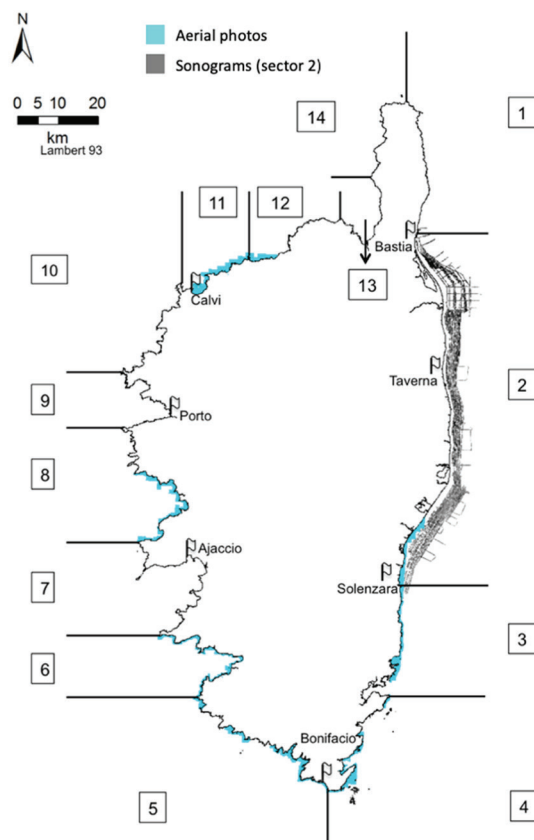 N
Aerial photos
Sonograms (sector 2)
0 5 10 20
km
Lambert 93
14
1
11
12
Bastia
10
13
Calvi
Taverna
2
9
Porto
8
Ajaccio
7
Solenzara
3
6
Bonifacio
5
4